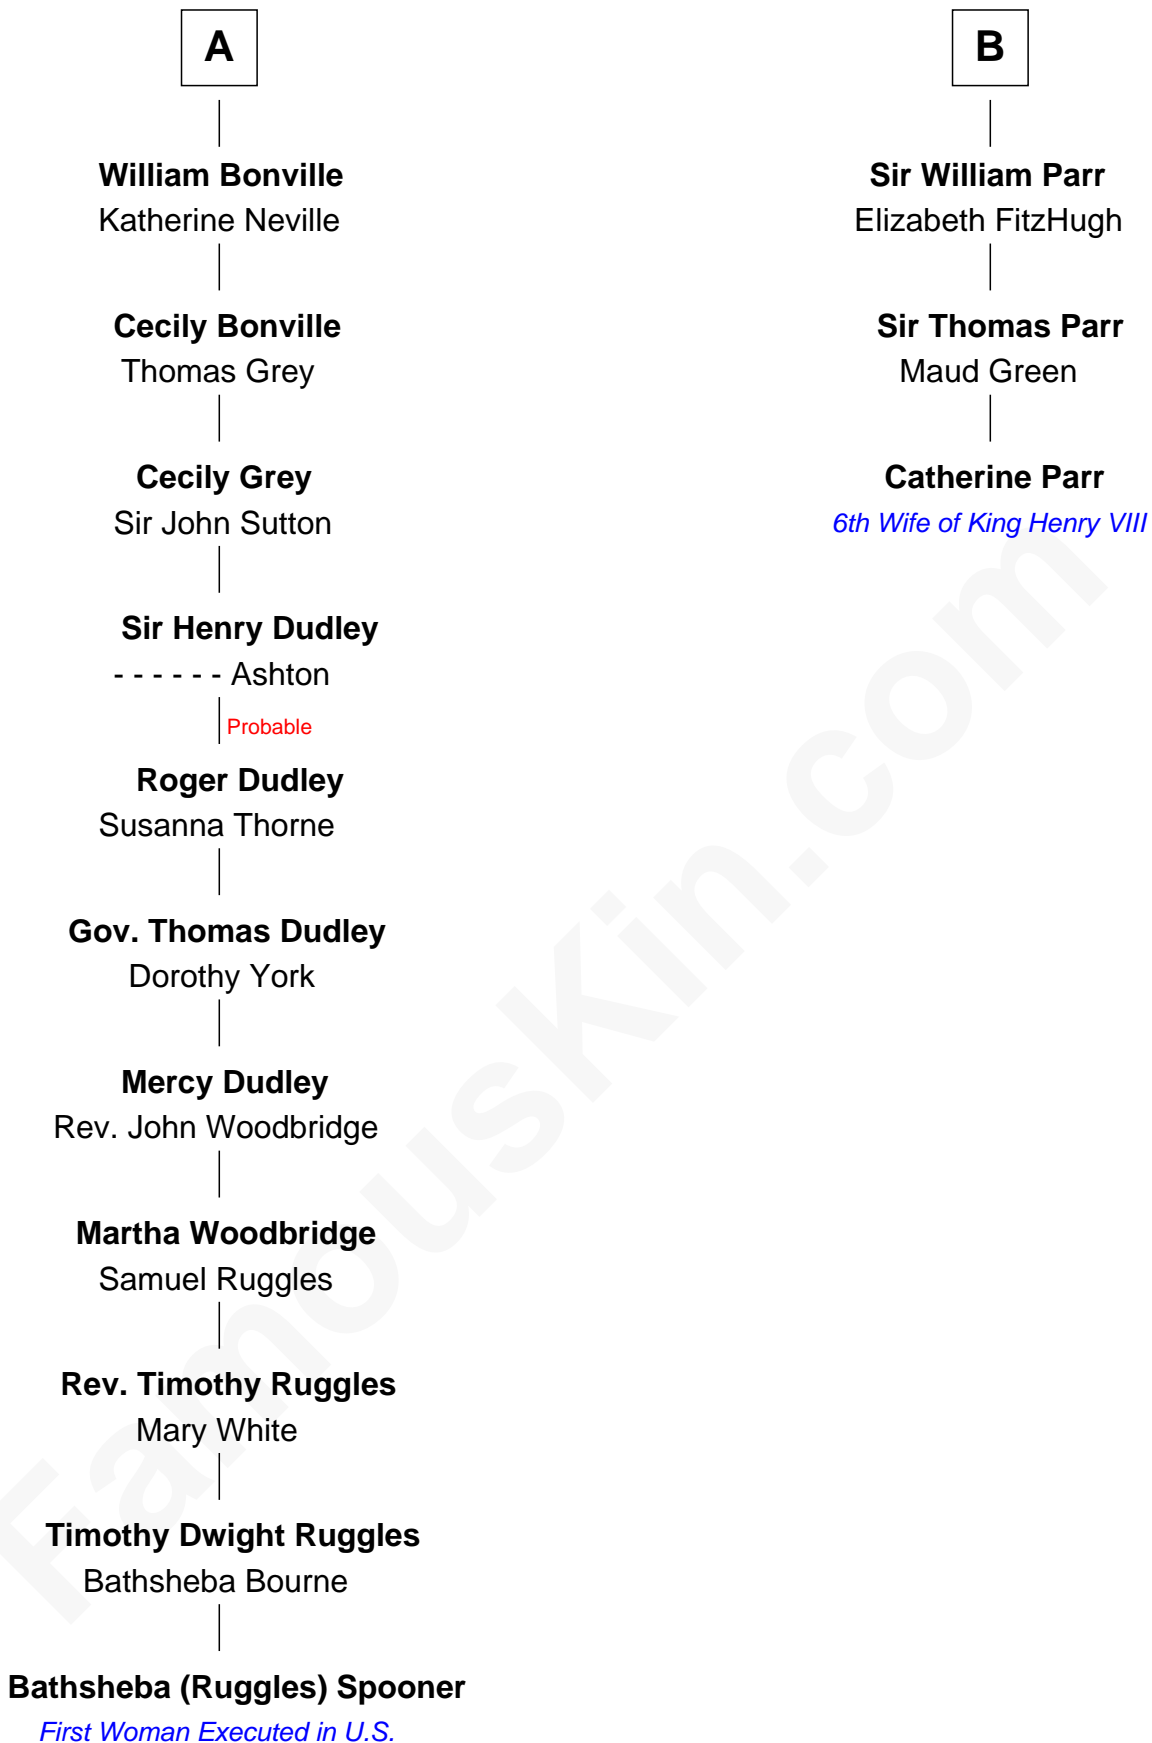 A
William Bonville
Katherine Neville
Cecily Bonville
Thomas Grey
Cecily Grey
Sir John Sutton
Sir Henry Dudley
- - - - - - Ashton
Probable
Roger Dudley
Susanna Thorne
Gov. Thomas Dudley
Dorothy York
Mercy Dudley
Rev. John Woodbridge
Martha Woodbridge
Samuel Ruggles
Rev. Timothy Ruggles
Mary White
Timothy Dwight Ruggles
Bathsheba Bourne
Bathsheba (Ruggles) Spooner
First Woman Executed in U.S.
B
Sir William Parr
Elizabeth FitzHugh
Sir Thomas Parr
Maud Green
Catherine Parr
6th Wife of King Henry VIII
FamousKin.com